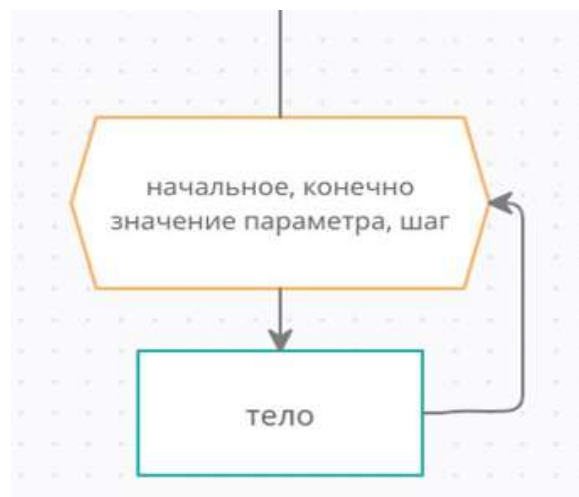 начальное, конечно
значение параметра, шаг
тело